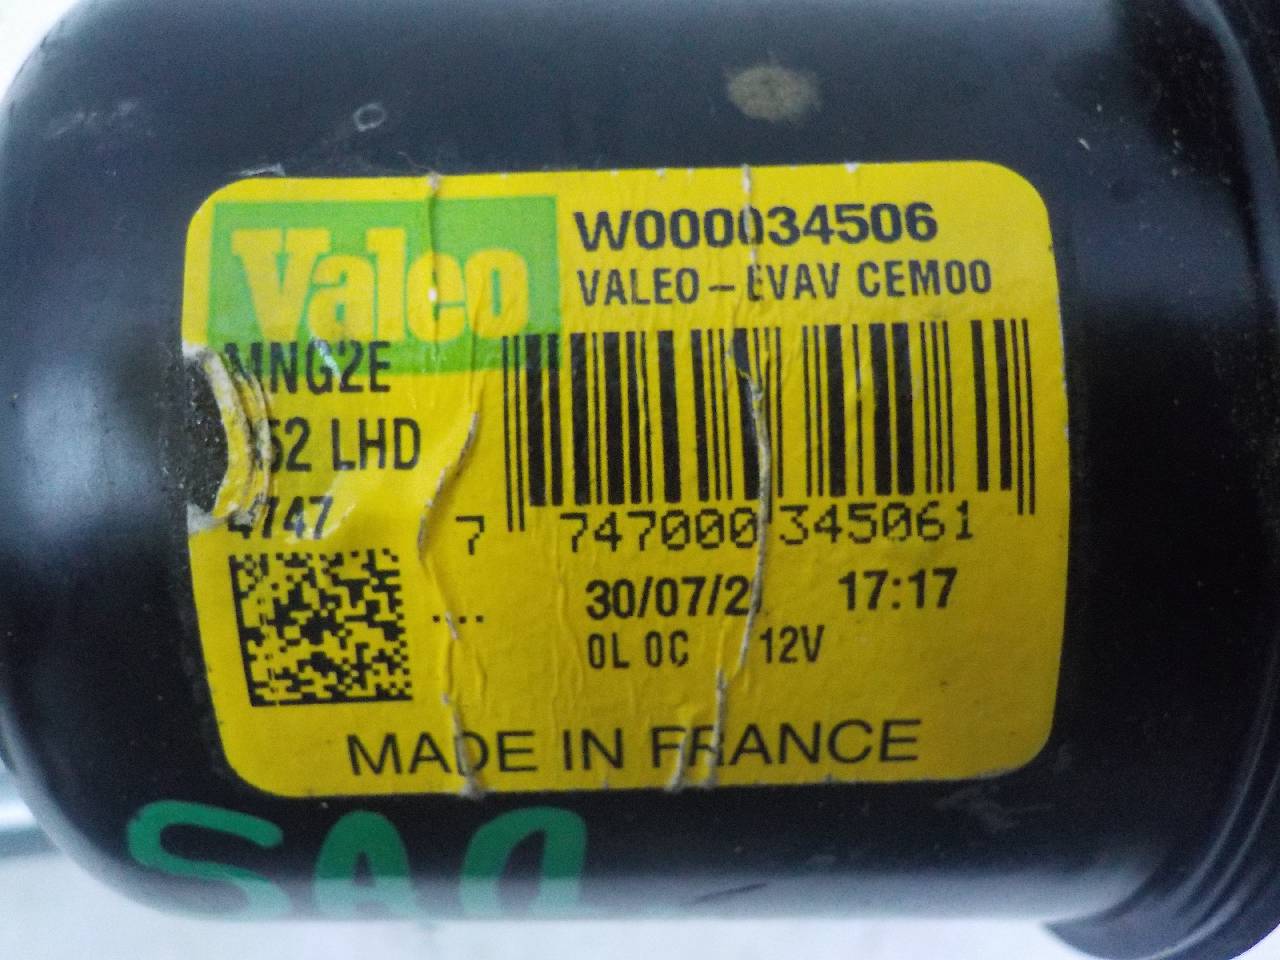 Valeo
W000034506
VALEO - EVAV CEM00
MNG2E
52 LHD
4747
7 747000 345061
30/07/2 17:17
... 0L 0C 12V
MADE IN FRANCE
SAO